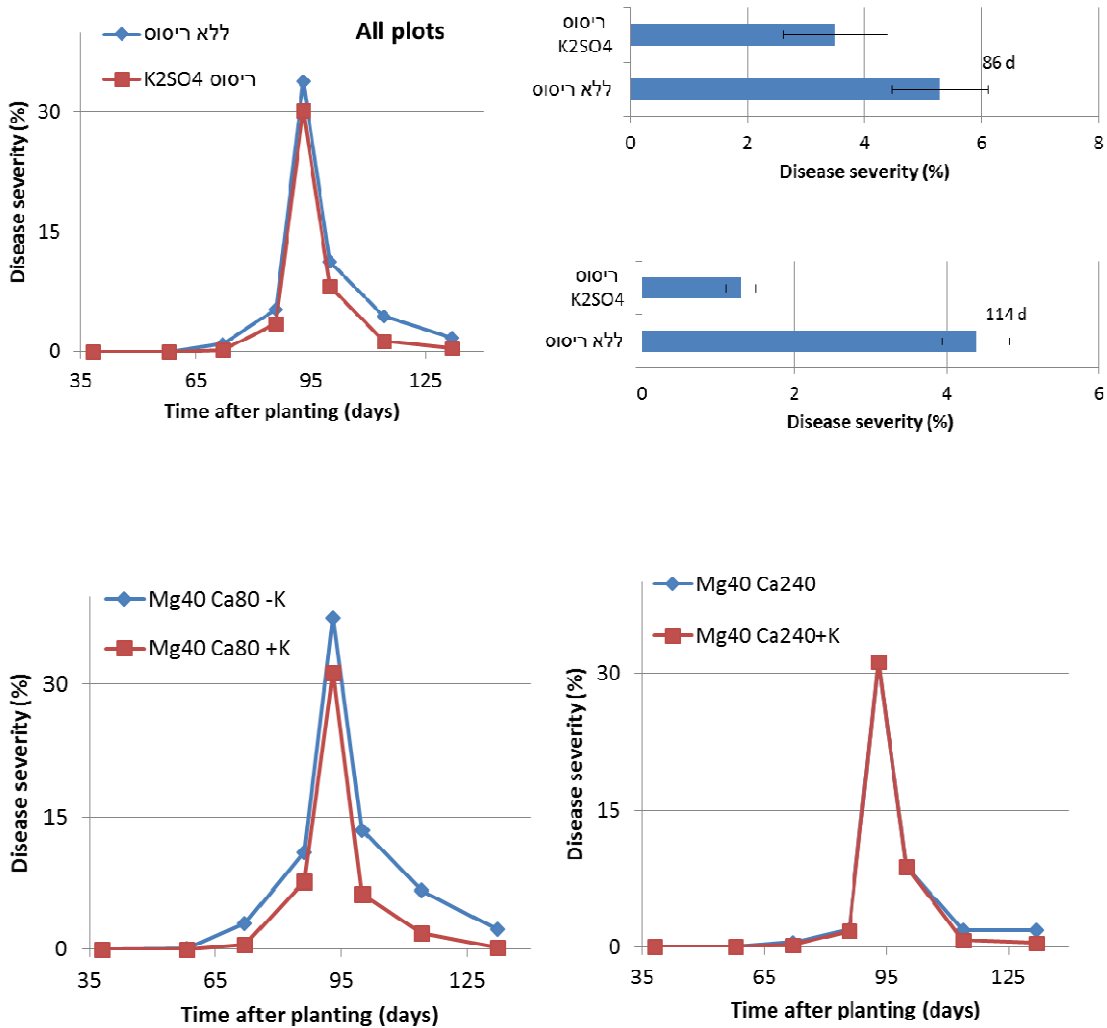 ללא ריסוס
ריסוס K2SO4
All plots
Disease severity (%)
30
15
0
35 65 95 125
Time after planting (days)
ריסוס
K2SO4
ללא ריסוס
86 d
0 2 4 6 8
Disease severity (%)
ריסוס
K2SO4
ללא ריסוס
114 d
0 2 4 6
Disease severity (%)
Mg40 Ca80 -K
Mg40 Ca80 +K
Disease severity (%)
30
15
0
35 65 95 125
Time after planting (days)
Mg40 Ca240
Mg40 Ca240+K
Disease severity (%)
30
15
0
35 65 95 125
Time after planting (days)